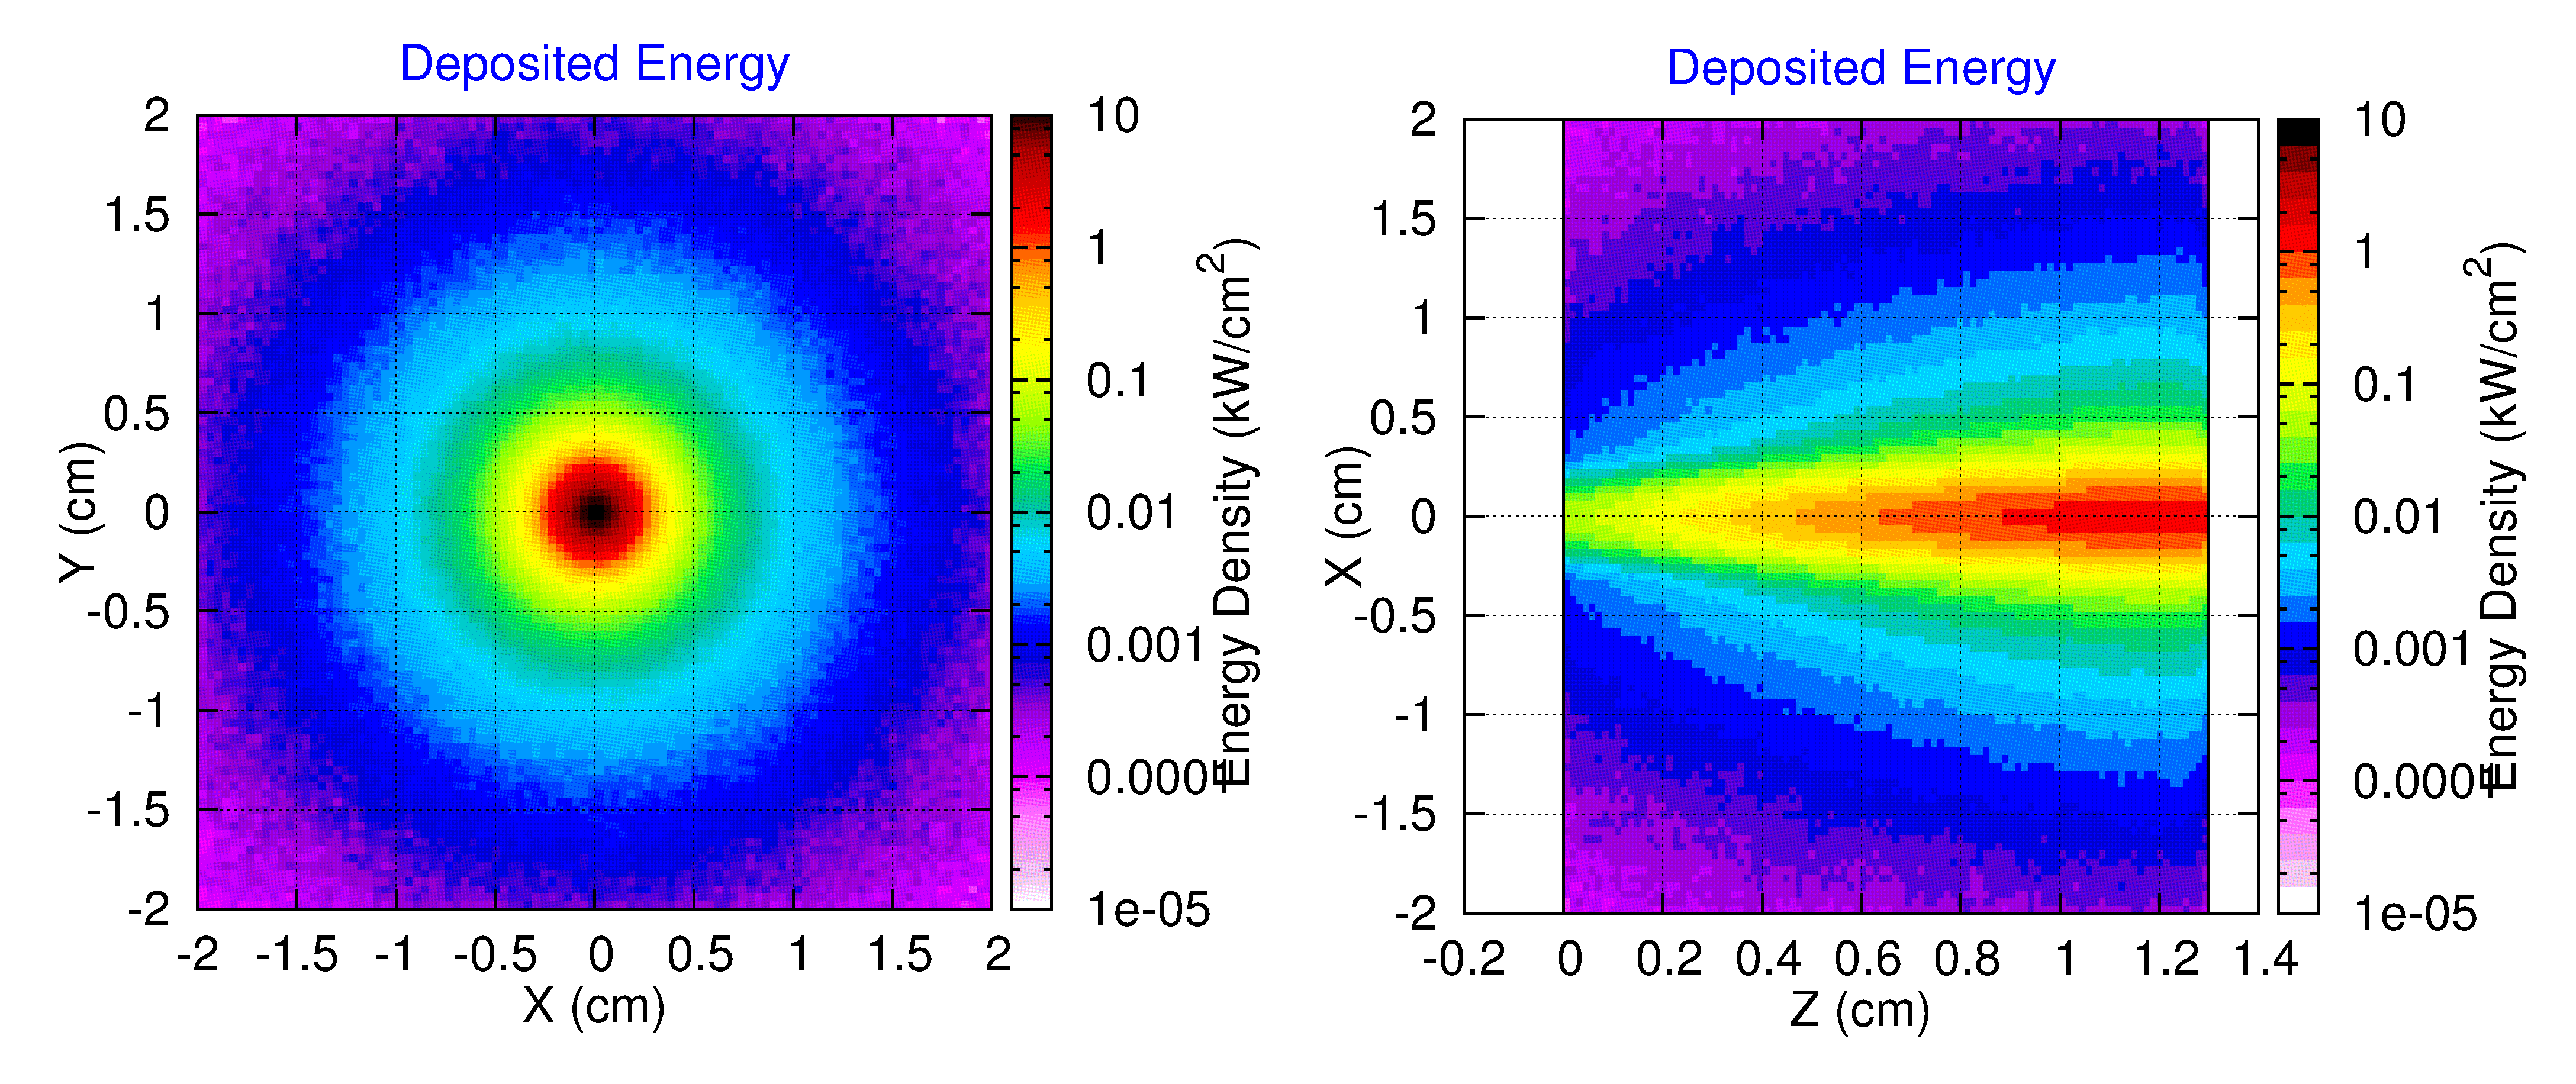 Deposited Energy
2
1.5
1
0.5
0
-0.5
-1
-1.5
-2
Y (cm)
-2 -1.5 -1 -0.5 0 0.5 1 1.5 2
X (cm)
10
1
0.1
0.01
0.001
0.0001
1e-05
Energy Density (kW/cm²)
Deposited Energy
2
1.5
1
0.5
0
-0.5
-1
-1.5
-2
X (cm)
-0.2 0 0.2 0.4 0.6 0.8 1 1.2 1.4
Z (cm)
10
1
0.1
0.01
0.001
0.0001
1e-05
Energy Density (kW/cm²)